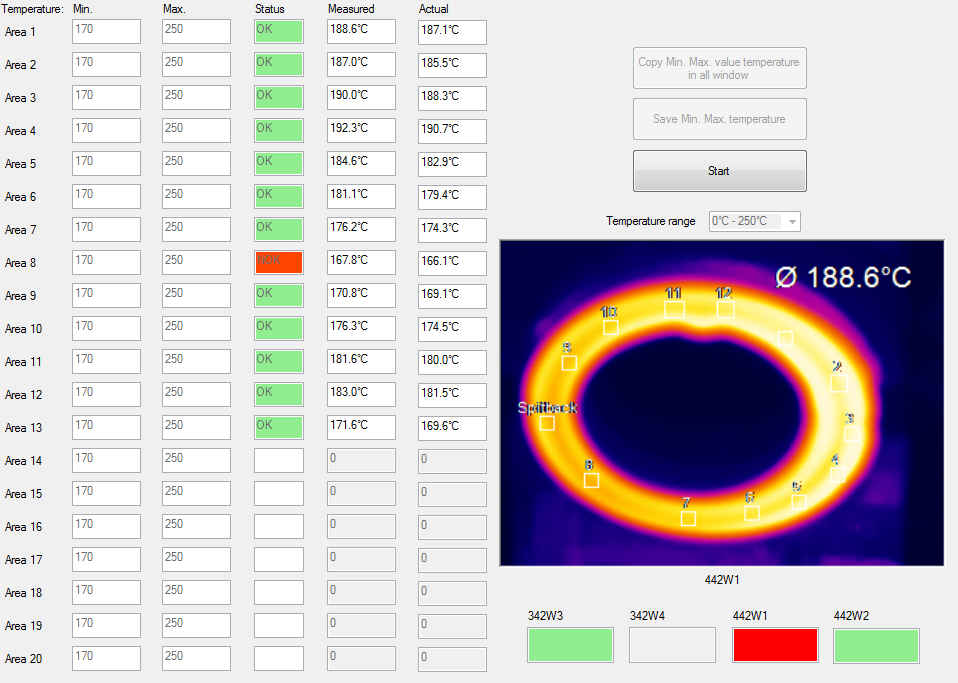 Temperature: Min. Max. Status Measured Actual
Area 1 170 250 OK 188.6°C 187.1°C
Area 2 170 250 OK 187.0°C 185.5°C
Area 3 170 250 OK 190.0°C 188.3°C
Area 4 170 250 OK 192.3°C 190.7°C
Area 5 170 250 OK 184.6°C 182.9°C
Area 6 170 250 OK 181.1°C 179.4°C
Area 7 170 250 OK 176.2°C 174.3°C
Area 8 170 250 NOK 167.8°C 166.1°C
Area 9 170 250 OK 170.8°C 169.1°C
Area 10 170 250 OK 176.3°C 174.5°C
Area 11 170 250 OK 181.6°C 180.0°C
Area 12 170 250 OK 183.0°C 181.5°C
Area 13 170 250 OK 171.6°C 169.6°C
Area 14 170 250 0 0
Area 15 170 250 0 0
Area 16 170 250 0 0
Area 17 170 250 0 0
Area 18 170 250 0 0
Area 19 170 250 0 0
Area 20 170 250 0 0
Copy Min. Max. value temperature
in all window
Save Min. Max. temperature
Start
Temperature range 0°C - 250°C
Ø 188.6°C
11 12
10
9
2
Spritback
3
4
8
5
7 6
442W1
342W3 342W4 442W1 442W2